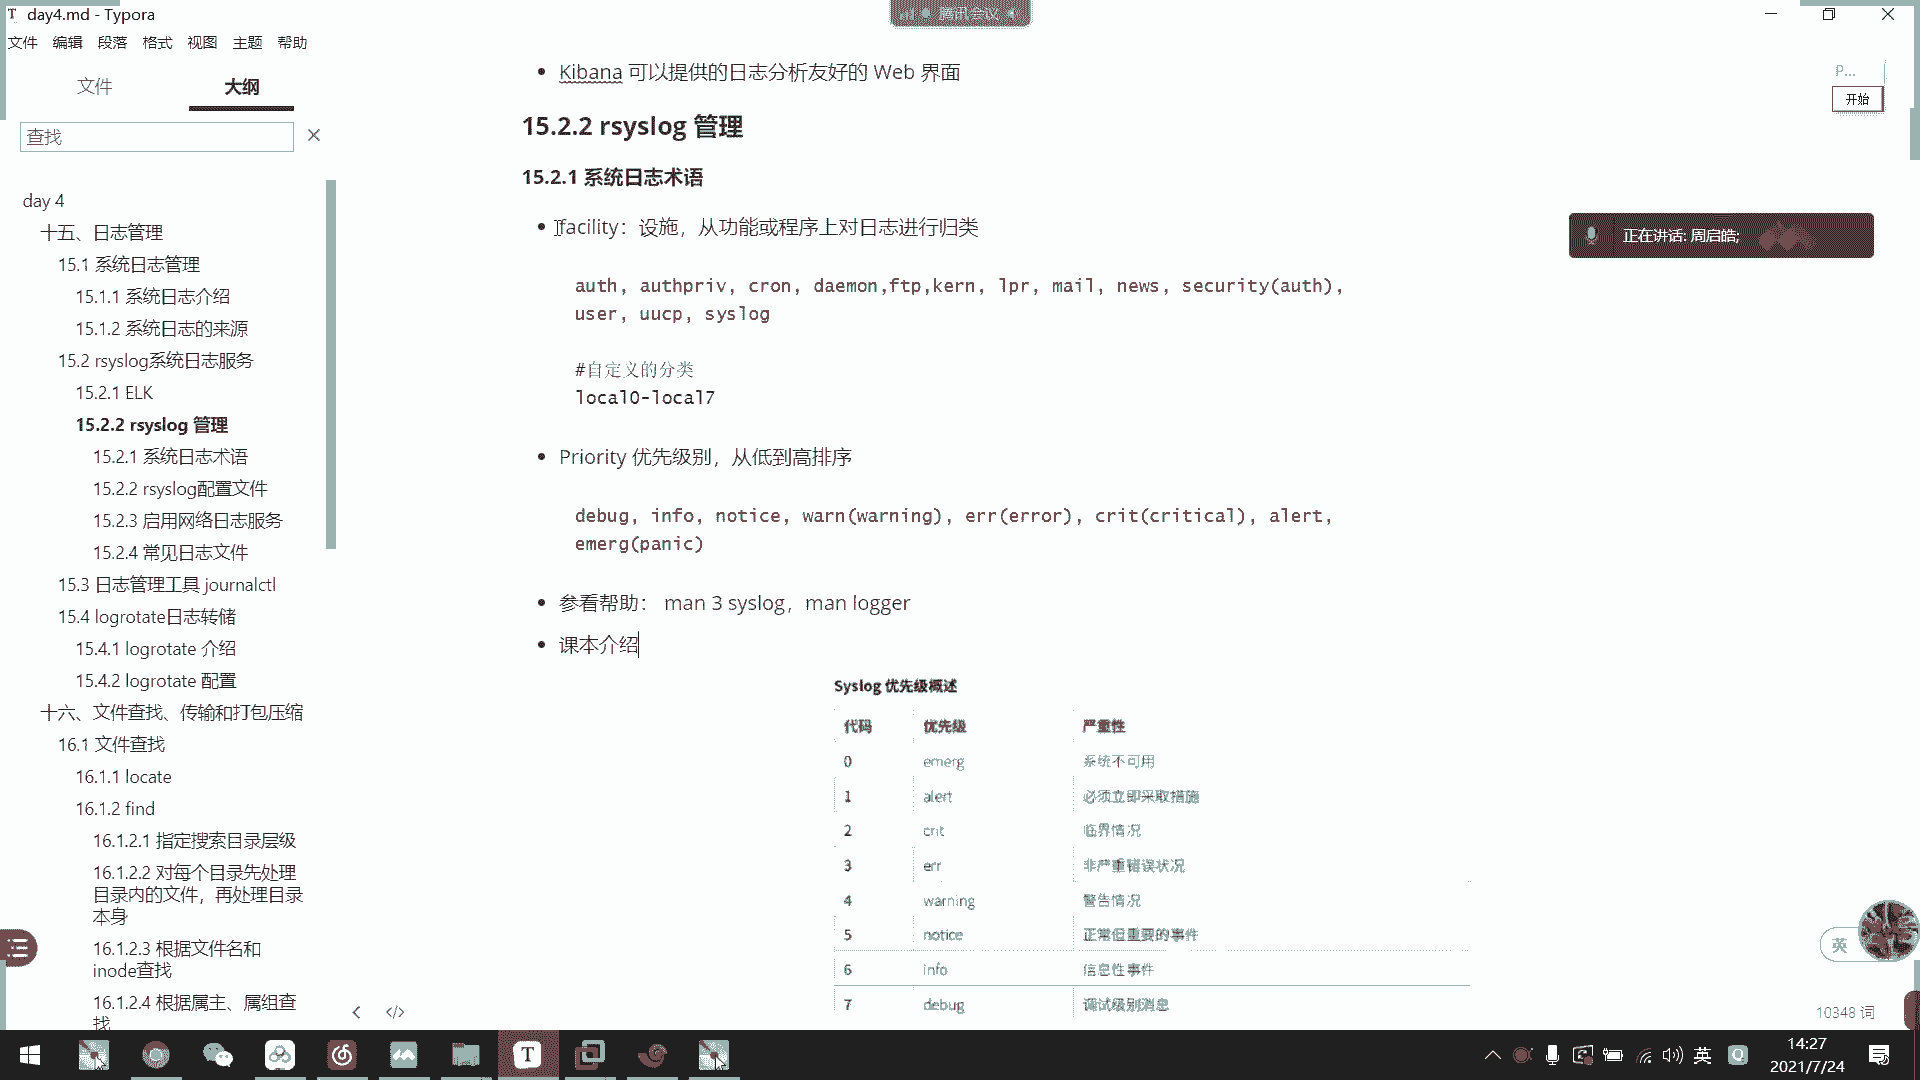 day4.md - Typora
腾讯会议
文件 编辑 段落 格式 视图 主题 帮助
文件 大纲
查找
day 4
十五、日志管理
15.1 系统日志管理
15.1.1 系统日志介绍
15.1.2 系统日志的来源
15.2 rsyslog系统日志服务
15.2.1 ELK
15.2.2 rsyslog 管理
15.2.1 系统日志术语
15.2.2 rsyslog配置文件
15.2.3 启用网络日志服务
15.2.4 常见日志文件
15.3 日志管理工具 journalctl
15.4 logrotate日志转储
15.4.1 logrotate 介绍
15.4.2 logrotate 配置
十六、文件查找、传输和打包压缩
16.1 文件查找
16.1.1 locate
16.1.2 find
16.1.2.1 指定搜索目录层级
16.1.2.2 对每个目录先处理
目录内的文件，再处理目录
本身
16.1.2.3 根据文件名和
inode查找
16.1.2.4 根据属主、属组查
找
Kibana 可以提供的日志分析友好的 Web 界面
15.2.2 rsyslog 管理
15.2.1 系统日志术语
facility：设施，从功能或程序上对日志进行归类
auth, authpriv, cron, daemon,ftp,kern, lpr, mail, news, security(auth),
user, uucp, syslog
#自定义的分类
local0-local7
Priority 优先级别，从低到高排序
debug, info, notice, warn(warning), err(error), crit(critical), alert,
emerg(panic)
参看帮助： man 3 syslog，man logger
课本介绍
Syslog 优先级概述
代码 优先级 严重性
0 emerg 系统不可用
1 alert 必须立即采取措施
2 crit 临界情况
3 err 非严重错误状况
4 warning 警告情况
5 notice 正常但重要的事件
6 info 信息性事件
7 debug 调试级别消息
P...
开始
正在讲话: 周启皓;
英
10348 词
英
14:27
2021/7/24